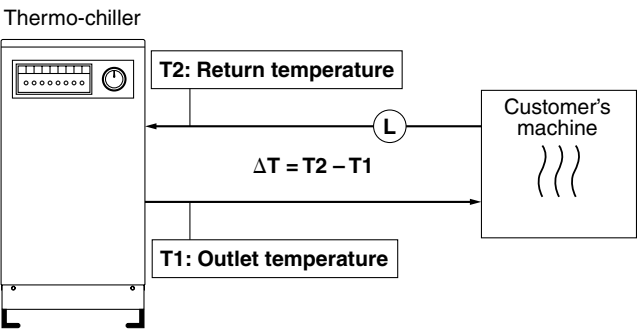 Thermo-chiller
T2: Return temperature
L
Customer's
machine
ΔT = T2 – T1
T1: Outlet temperature